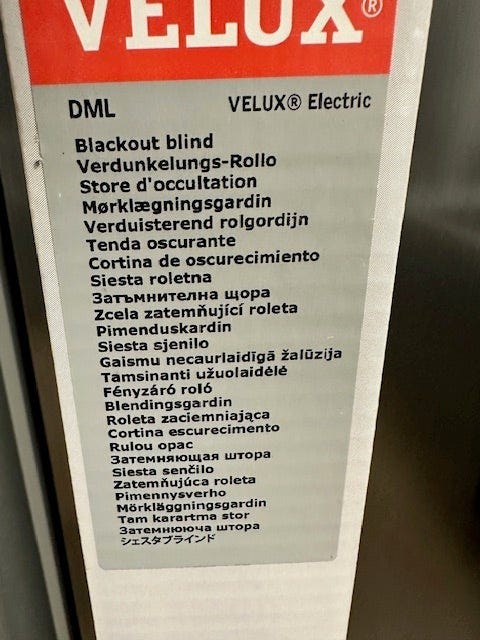 VELUX®
DML VELUX® Electric
Blackout blind
Verdunkelungs-Rollo
Store d'occultation
Mørklægningsgardin
Verduisterend rolgordijn
Tenda oscurante
Cortina de oscurecimiento
Siesta roletna
Затъмнителна щора
Zcela zatemňující roleta
Pimenduskardin
Siesta sjenilo
Gaismu necaurlaidīgā žalūzija
Tamsinanti užuolaidėlė
Fényzáró roló
Blendingsgardin
Roleta zaciemniająca
Cortina escurecimento
Rulou opac
Затемняющая штора
Siesta senčilo
Zatemňujúca roleta
Pimennysverho
Mörkläggningsgardin
Tam karartma stor
Затемнююча штора
シェスタブラインド